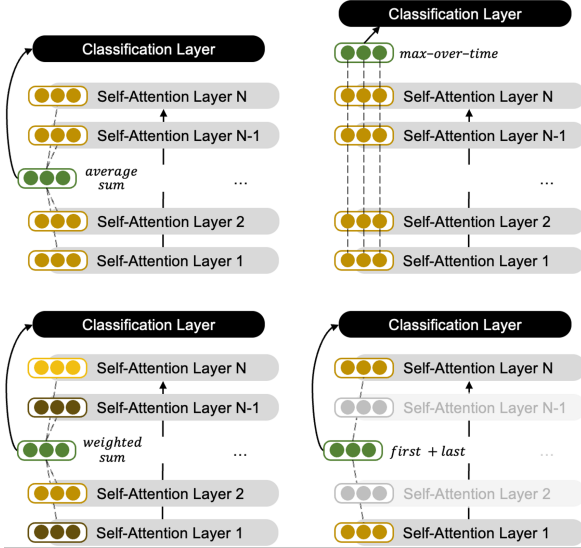 Classification Layer
Self-Attention Layer N
Self-Attention Layer N-1
average
sum
...
Self-Attention Layer 2
Self-Attention Layer 1
Classification Layer
max-over-time
Self-Attention Layer N
Self-Attention Layer N-1
...
Self-Attention Layer 2
Self-Attention Layer 1
Classification Layer
Self-Attention Layer N
Self-Attention Layer N-1
weighted
sum
...
Self-Attention Layer 2
Self-Attention Layer 1
Classification Layer
Self-Attention Layer N
Self-Attention Layer N-1
first + last
...
Self-Attention Layer 2
Self-Attention Layer 1